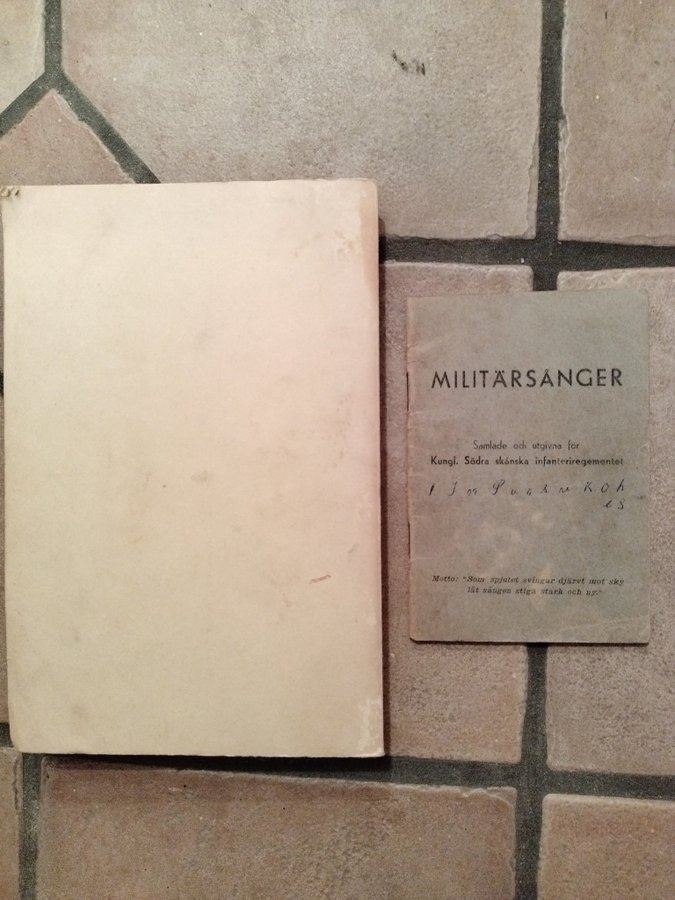 MILITÄRSÅNGER
Samlade och utgivna för
Kungl. Södra skånska infanteriregementet
Motto: "Som spjutet svingar djärvt mot sky
låt sången stiga stark och ny."